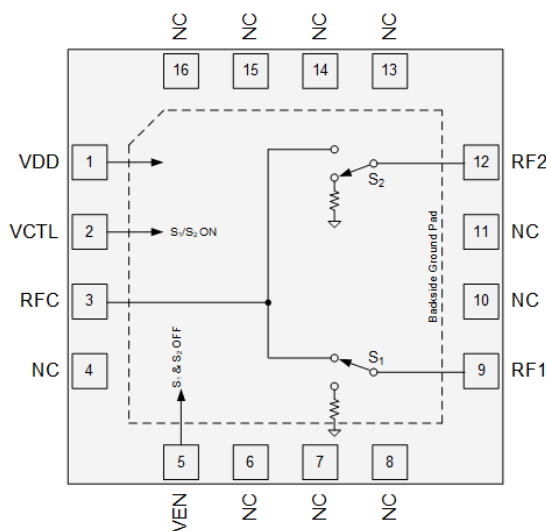 NC
NC
NC
NC
16
15
14
13
VDD
1
12
RF2
S2
VCTL
2
S1/S2 ON
11
NC
Backside Ground Pad
RFC
3
10
NC
S1 & S2 OFF
NC
4
S1
9
RF1
5
6
7
8
VEN
NC
NC
NC